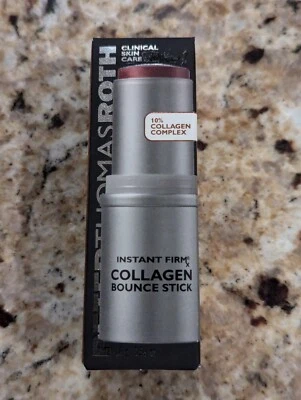 CLINICAL
SKIN
CARE
PETERTHOMASROTH
10%
COLLAGEN
COMPLEX
INSTANT FIRMx
COLLAGEN
BOUNCE STICK